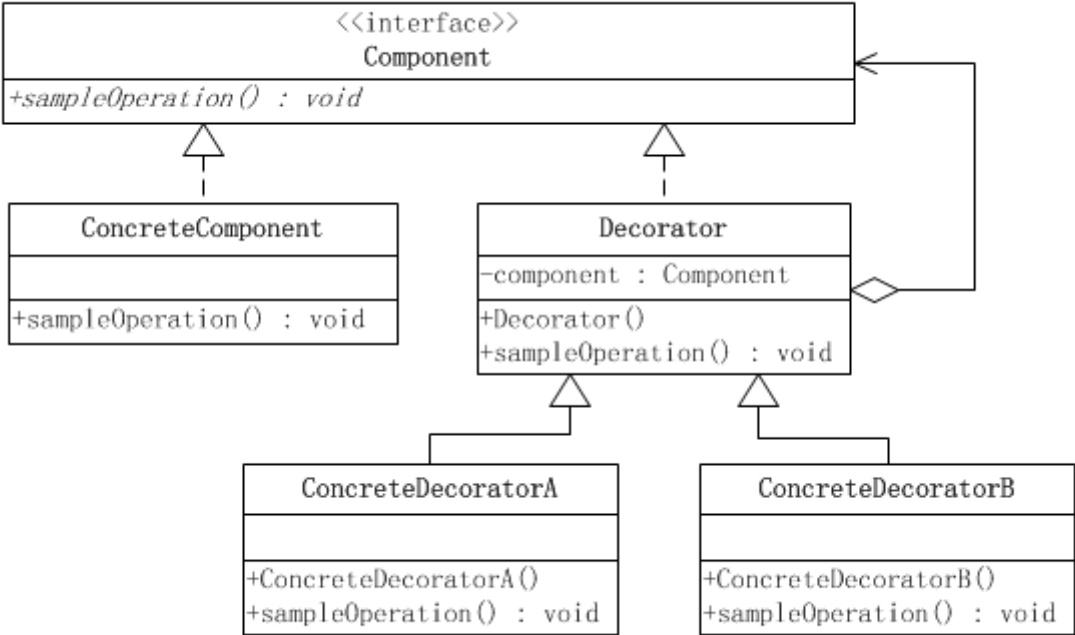 <<interface>>
Component
+sampleOperation() : void
ConcreteComponent
+sampleOperation() : void
Decorator
-component : Component
+Decorator()
+sampleOperation() : void
ConcreteDecoratorA
+ConcreteDecoratorA()
+sampleOperation() : void
ConcreteDecoratorB
+ConcreteDecoratorB()
+sampleOperation() : void